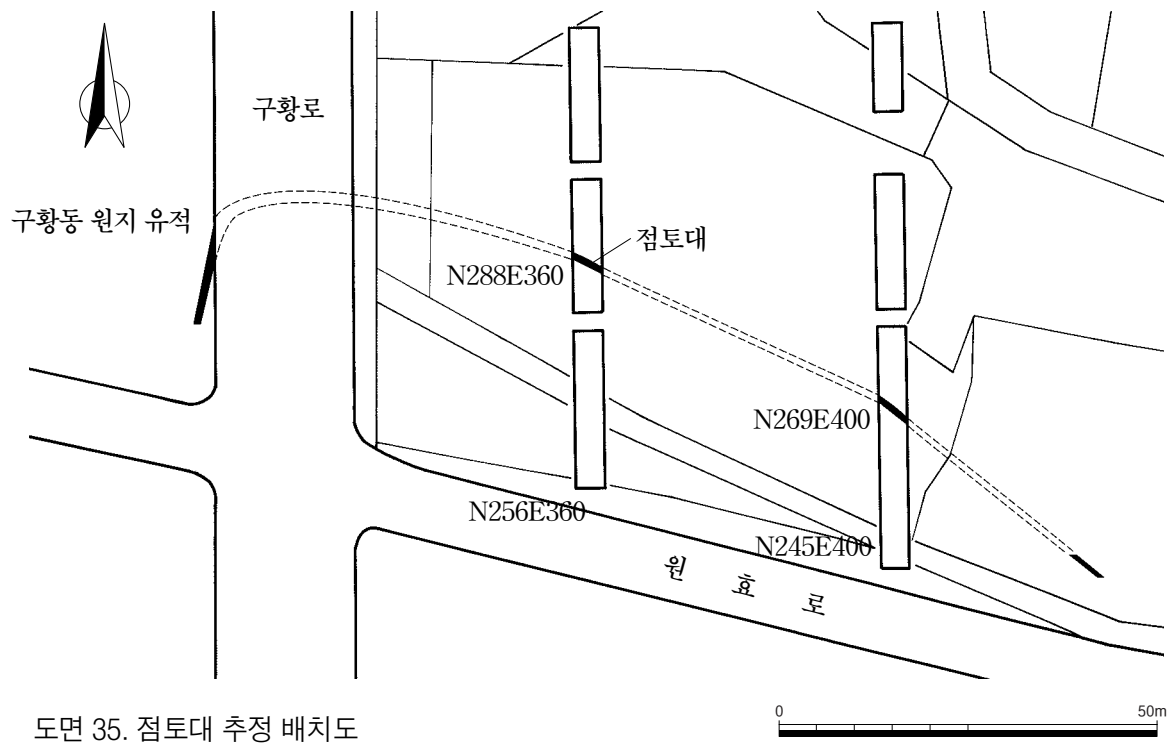 구황로
구황동 원지 유적
점토대
N288E360
N269E400
N256E360
N245E400
원 효 로
도면 35. 점토대 추정 배치도
0 50m